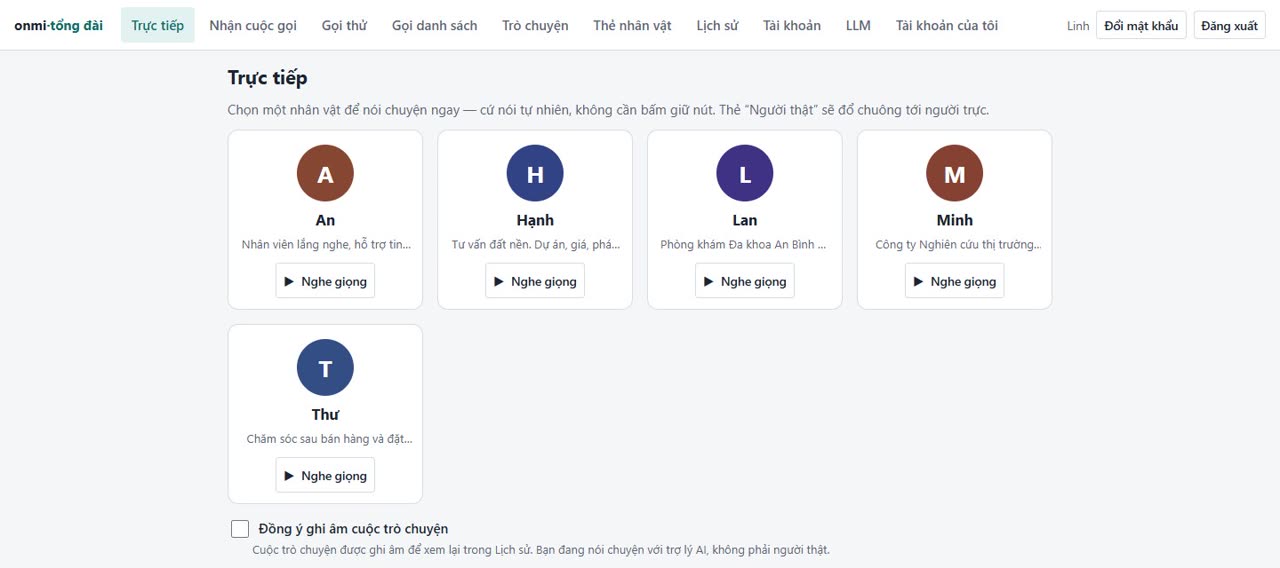 onmi-tổng đài Trực tiếp Nhận cuộc gọi Gọi thử Gọi danh sách Trò chuyện Thẻ nhân vật Lịch sử Tài khoản LLM Tài khoản của tôi Linh Đổi mật khẩu Đăng xuất
Trực tiếp
Chọn một nhân vật để nói chuyện ngay — cứ nói tự nhiên, không cần bấm giữ nút. Thẻ “Người thật” sẽ đổ chuông tới người trực.
A H L M
An Hạnh Lan Minh
Nhân viên lắng nghe, hỗ trợ tin... Tư vấn đất nền. Dự án, giá, phá... Phòng khám Đa khoa An Bình ... Công ty Nghiên cứu thị trường...
▶ Nghe giọng ▶ Nghe giọng ▶ Nghe giọng ▶ Nghe giọng
T
Thư
Chăm sóc sau bán hàng và đặt...
▶ Nghe giọng
Đồng ý ghi âm cuộc trò chuyện
Cuộc trò chuyện được ghi âm để xem lại trong Lịch sử. Bạn đang nói chuyện với trợ lý AI, không phải người thật.